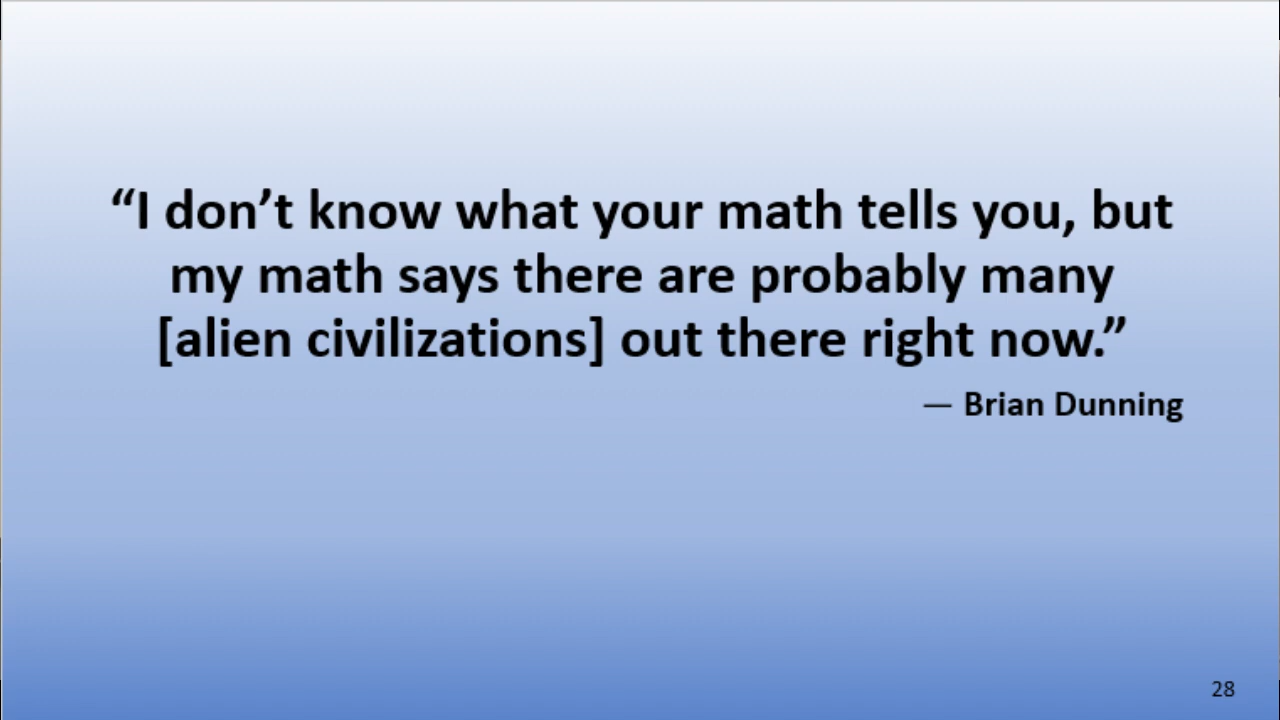 “I don’t know what your math tells you, but
my math says there are probably many
[alien civilizations] out there right now.”
— Brian Dunning
28